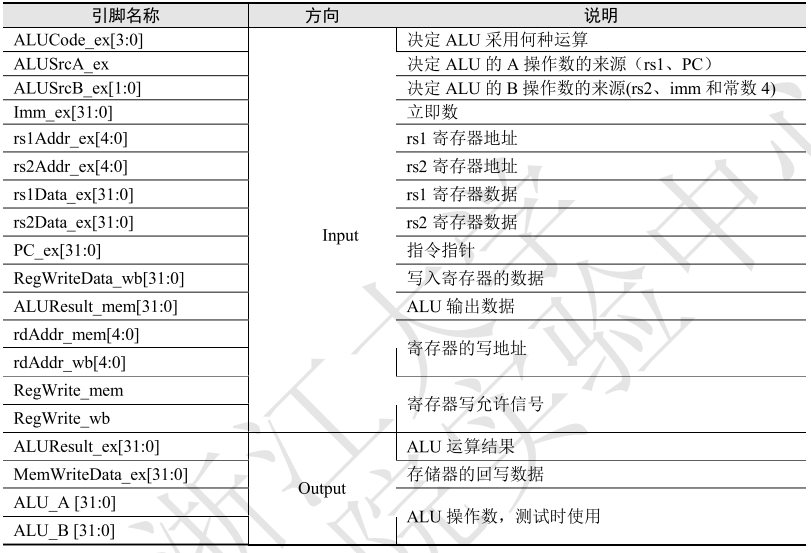 引脚名称 方向 说明
ALUCode_ex[3:0] 决定 ALU 采用何种运算
ALUSrcA_ex 决定 ALU 的 A 操作数的来源（rs1、PC）
ALUSrcB_ex[1:0] 决定 ALU 的 B 操作数的来源(rs2、imm 和常数 4)
Imm_ex[31:0] 立即数
rs1Addr_ex[4:0] rs1 寄存器地址
rs2Addr_ex[4:0] rs2 寄存器地址
rs1Data_ex[31:0] rs1 寄存器数据
rs2Data_ex[31:0] rs2 寄存器数据
Input
PC_ex[31:0] 指令指针
RegWriteData_wb[31:0] 写入寄存器的数据
ALUResult_mem[31:0] ALU 输出数据
rdAddr_mem[4:0]
寄存器的写地址
rdAddr_wb[4:0]
RegWrite_mem
寄存器写允许信号
RegWrite_wb
ALUResult_ex[31:0] ALU 运算结果
MemWriteData_ex[31:0] 存储器的回写数据
Output
ALU_A [31:0]
ALU 操作数，测试时使用
ALU_B [31:0]
浙江大学
院实验中心